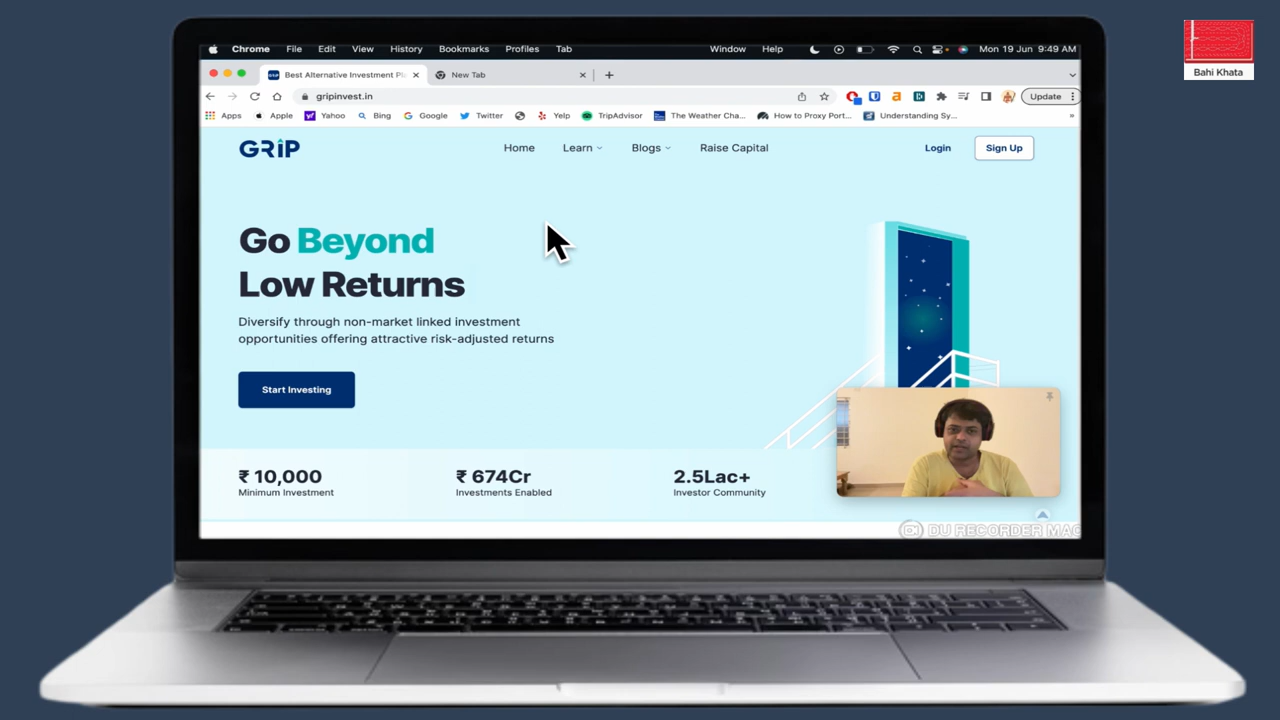 Bahi Khata
Chrome File Edit View History Bookmarks Profiles Tab Window Help Mon 19 Jun 9:49 AM
GRIP Best Alternative Investment Pl New Tab
gripinvest.in Update
Apps Apple Yahoo Bing Google Twitter Yelp TripAdvisor The Weather Cha... How to Proxy Port... Understanding Sy... »
GRiP Home Learn Blogs Raise Capital Login Sign Up
Go Beyond
Low Returns
Diversify through non-market linked investment
opportunities offering attractive risk-adjusted returns
Start Investing
₹ 10,000 ₹ 674Cr 2.5Lac+
Minimum Investment Investments Enabled Investor Community
DU RECORDER MAC